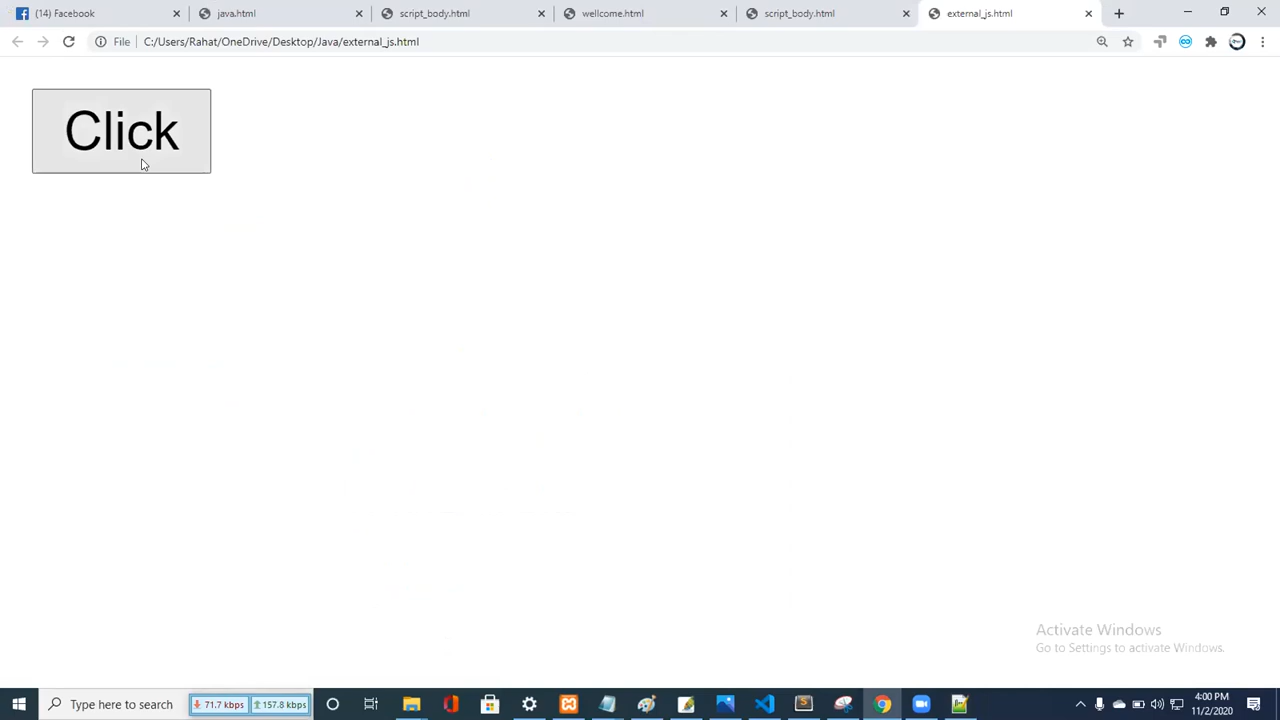 (14) Facebook
java.html
script_body.html
wellcome.html
script_body.html
external_js.html
File
C:/Users/Rahat/OneDrive/Desktop/Java/external_js.html
Click
Activate Windows
Go to Settings to activate Windows.
Type here to search
71.7 kbps
157.8 kbps
4:00 PM
11/2/2020